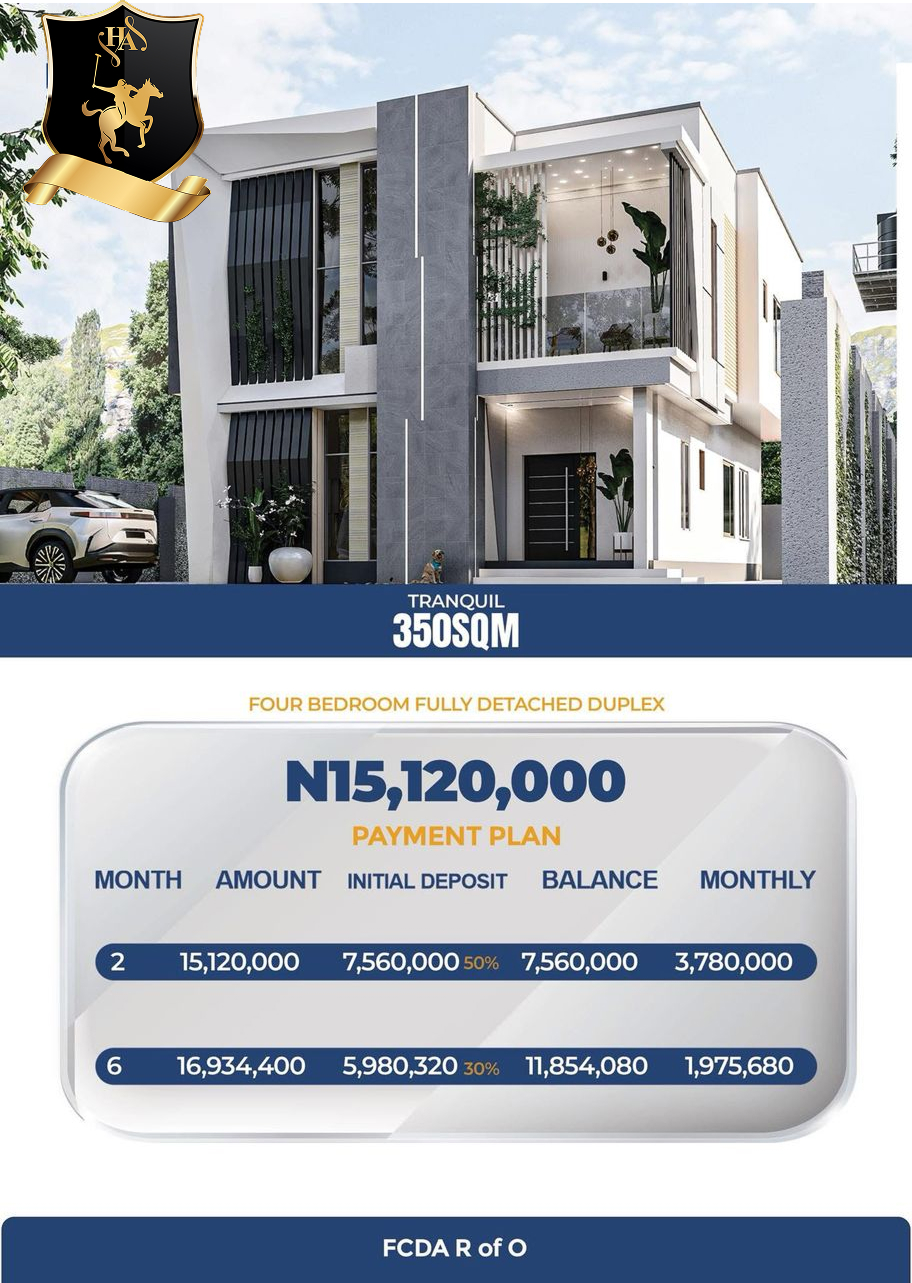 HA
TRANQUIL
350SQM
FOUR BEDROOM FULLY DETACHED DUPLEX
N15,120,000
PAYMENT PLAN
MONTH AMOUNT INITIAL DEPOSIT BALANCE MONTHLY
2 15,120,000 7,560,000 50% 7,560,000 3,780,000
6 16,934,400 5,980,320 30% 11,854,080 1,975,680
FCDA R of O